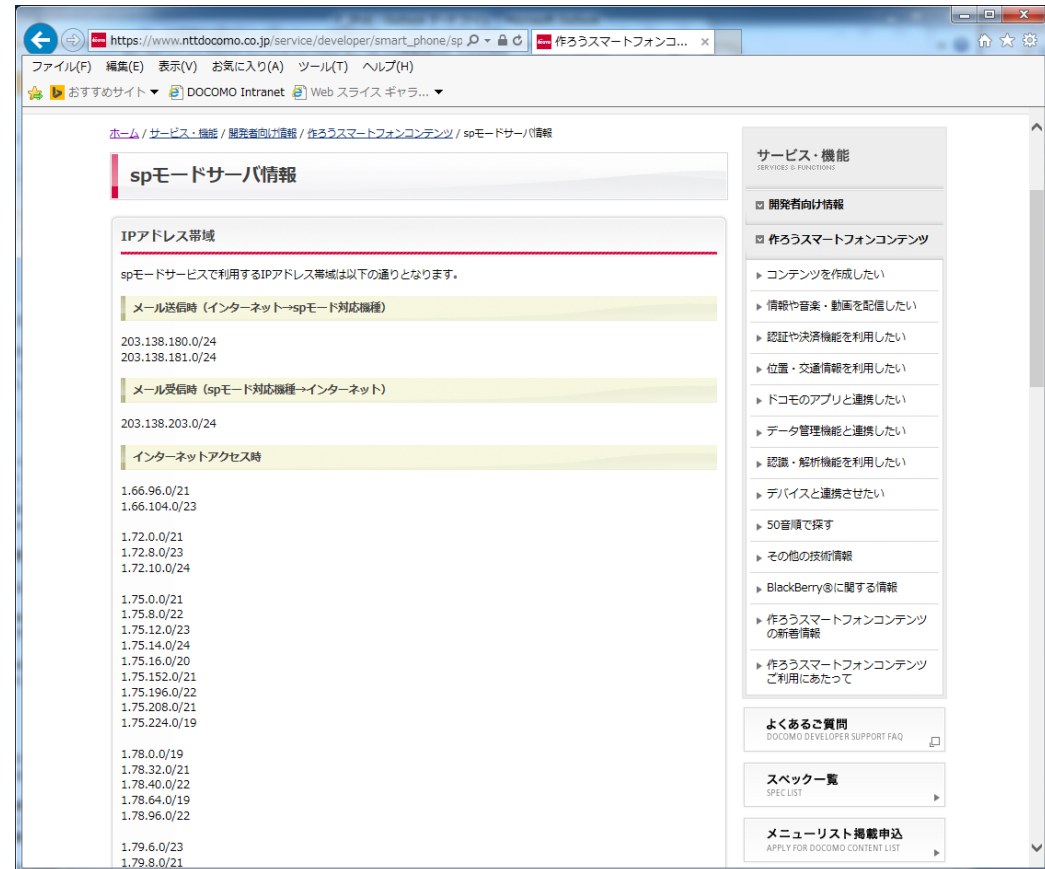 https://www.nttdocomo.co.jp/service/developer/smart_phone/sp
作ろうスマートフォンコ...
ファイル(F) 編集(E) 表示(V) お気に入り(A) ツール(T) ヘルプ(H)
おすすめサイト DOCOMO Intranet Web スライス ギャラ...
ホーム / サービス・機能 / 開発者向け情報 / 作ろうスマートフォンコンテンツ / spモードサーバ情報
spモードサーバ情報
IPアドレス帯域
spモードサービスで利用するIPアドレス帯域は以下の通りとなります。
メール送信時（インターネット→spモード対応機種）
203.138.180.0/24
203.138.181.0/24
メール受信時（spモード対応機種→インターネット）
203.138.203.0/24
インターネットアクセス時
1.66.96.0/21
1.66.104.0/23
1.72.0.0/21
1.72.8.0/23
1.72.10.0/24
1.75.0.0/21
1.75.8.0/22
1.75.12.0/23
1.75.14.0/24
1.75.16.0/20
1.75.152.0/21
1.75.196.0/22
1.75.208.0/21
1.75.224.0/19
1.78.0.0/19
1.78.32.0/21
1.78.40.0/22
1.78.64.0/19
1.78.96.0/22
1.79.6.0/23
1.79.8.0/21
サービス・機能
SERVICES & FUNCTIONS
開発者向け情報
作ろうスマートフォンコンテンツ
コンテンツを作成したい
情報や音楽・動画を配信したい
認証や決済機能を利用したい
位置・交通情報を利用したい
ドコモのアプリと連携したい
データ管理機能と連携したい
認識・解析機能を利用したい
デバイスと連携させたい
50音順で探す
その他の技術情報
BlackBerry®に関する情報
作ろうスマートフォンコンテンツ
の新着情報
作ろうスマートフォンコンテンツ
ご利用にあたって
よくあるご質問
DOCOMO DEVELOPER SUPPORT FAQ
スペック一覧
SPEC LIST
メニューリスト掲載申込
APPLY FOR DOCOMO CONTENT LIST